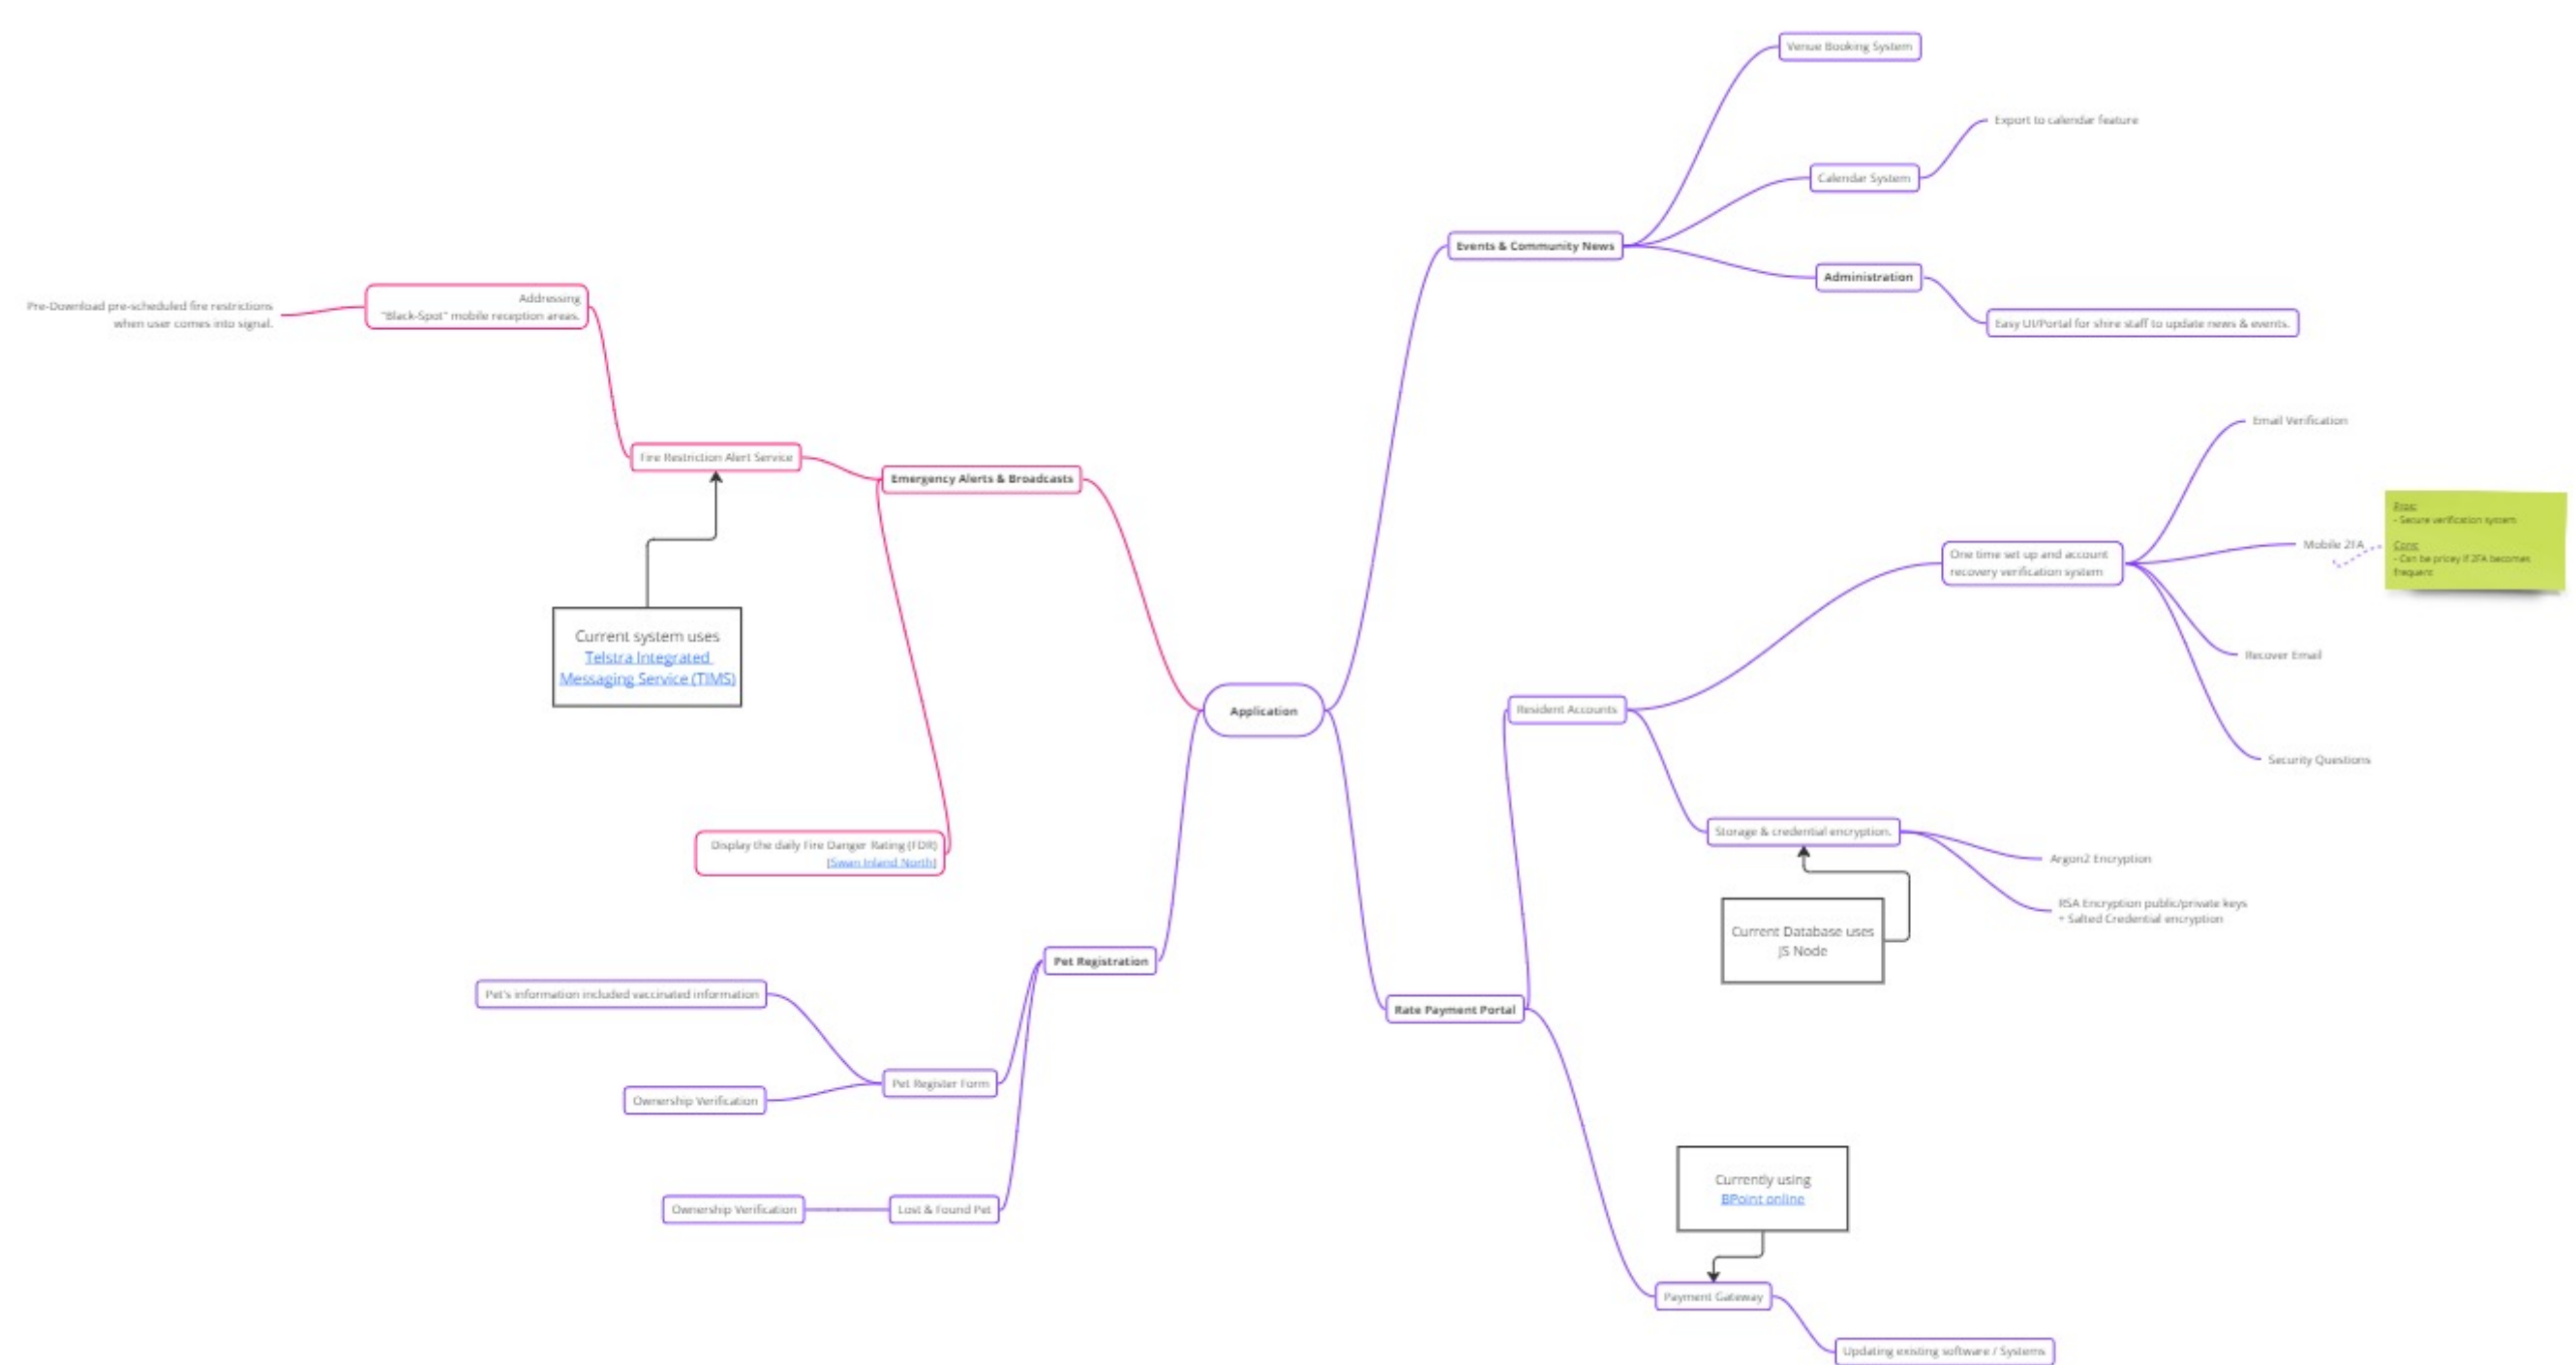 Venue Booking System
Export to calendar feature
Calendar System
Events & Community News
Administration
Easy UI/Portal for shire staff to update news & events.
Pre-Download pre-scheduled fire restrictions
when user comes into signal.
Addressing
"Black-Spot" mobile reception areas.
Fire Restriction Alert Service
Emergency Alerts & Broadcasts
Current system uses
Telstra Integrated
Messaging Service (TIMS)
Display the daily Fire Danger Rating (FDR)
[Swan Inland North]
Application
Email Verification
One time set up and account
recovery verification system
Mobile 2FA
Pros:
- Secure verification system
Cons:
- Can be pricey if 2FA becomes
frequent
Recover Email
Security Questions
Resident Accounts
Storage & credential encryption.
Argon2 Encryption
RSA Encryption public/private keys
+ Salted Credential encryption
Current Database uses
JS Node
Pet Registration
Pet's information included vaccinated information
Pet Register Form
Ownership Verification
Ownership Verification
Lost & Found Pet
Rate Payment Portal
Currently using
BPoint online
Payment Gateway
Updating existing software / Systems